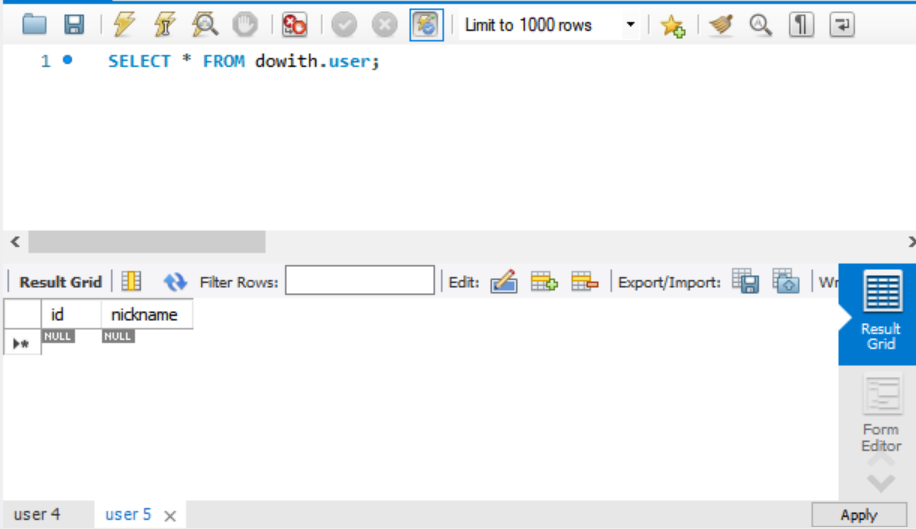 Limit to 1000 rows
1 SELECT * FROM dowith.user;
Result Grid Filter Rows: Edit: Export/Import: Wr
Result
Grid
id nickname
NULL NULL
Form
Editor
user 4 user 5 Apply